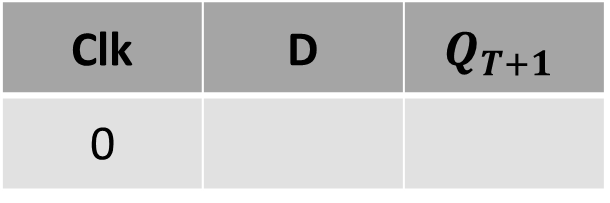 Clk D Q_{T+1}
0